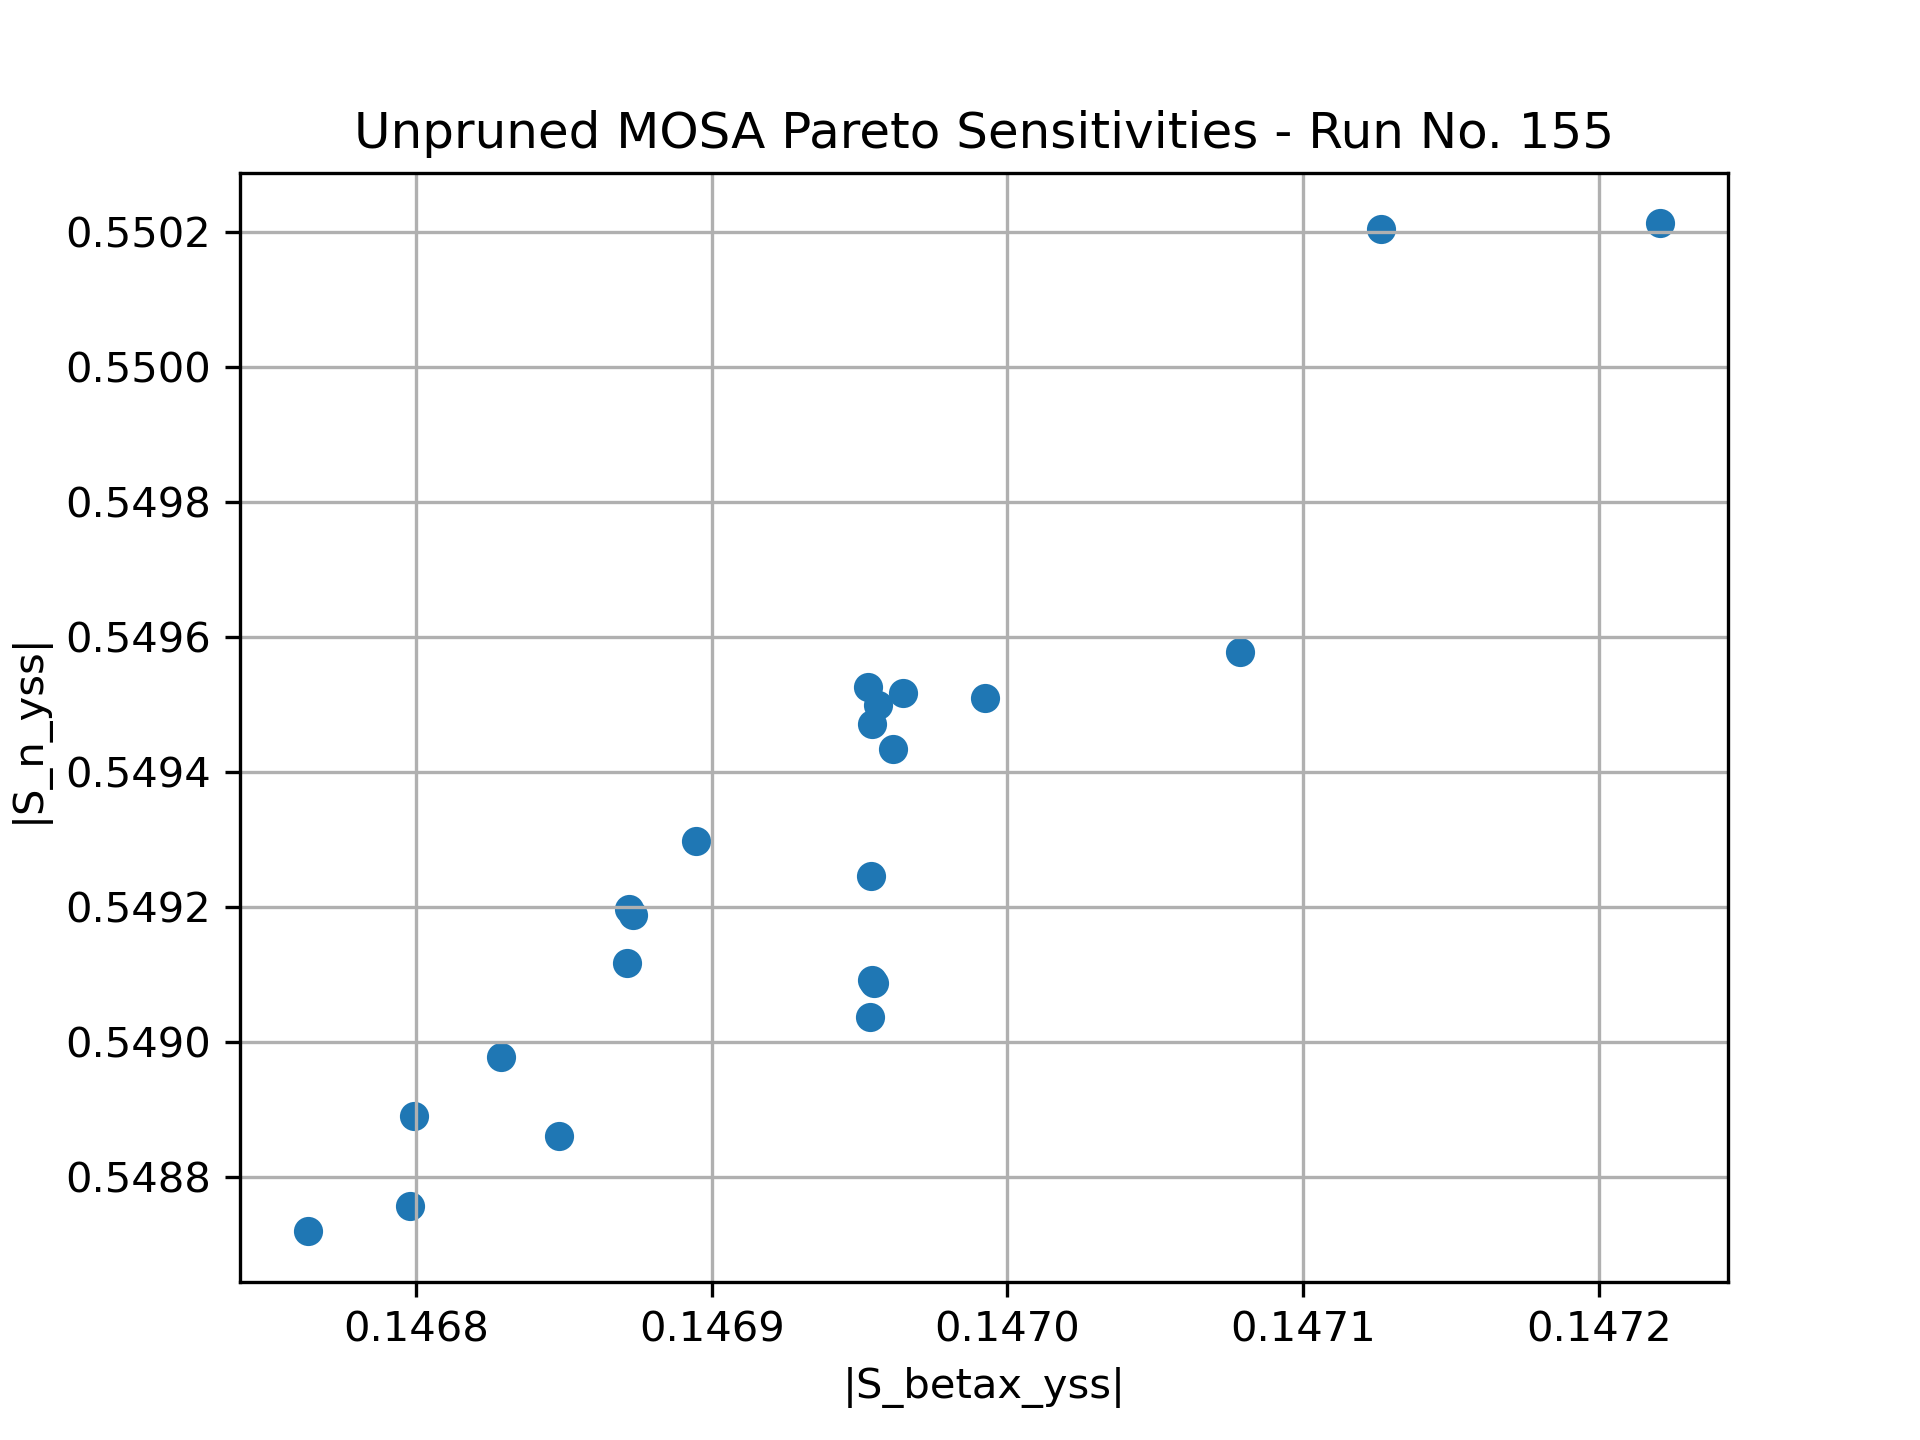 Unpruned MOSA Pareto Sensitivities - Run No. 155
0.5502
0.5500
0.5498
0.5496
0.5494
0.5492
0.5490
0.5488
|S_n_yss|
0.1468 0.1469 0.1470 0.1471 0.1472
|S_betax_yss|